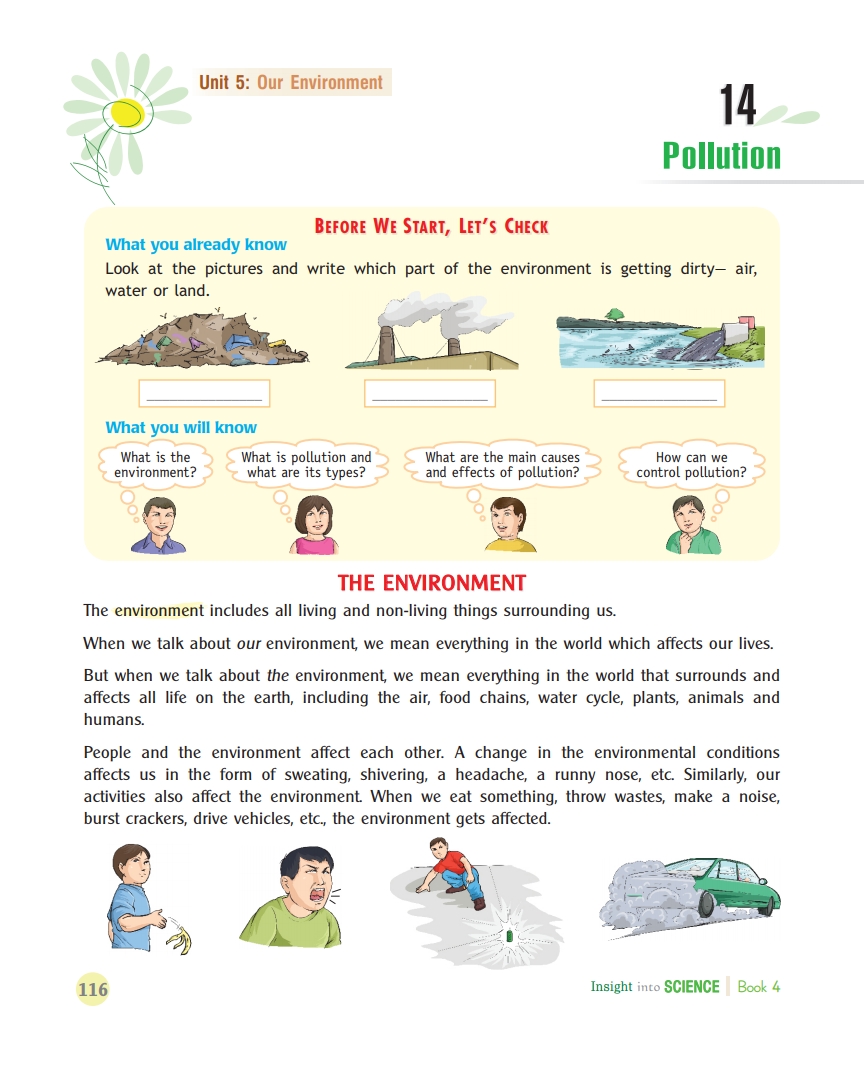 Unit 5: Our Environment
14
Pollution
BEFORE WE START, LET'S CHECK
What you already know
Look at the pictures and write which part of the environment is getting dirty— air,
water or land.
What you will know
What is the
environment?
What is pollution and
what are its types?
What are the main causes
and effects of pollution?
How can we
control pollution?
THE ENVIRONMENT
The environment includes all living and non-living things surrounding us.
When we talk about our environment, we mean everything in the world which affects our lives.
But when we talk about the environment, we mean everything in the world that surrounds and
affects all life on the earth, including the air, food chains, water cycle, plants, animals and
humans.
People and the environment affect each other. A change in the environmental conditions
affects us in the form of sweating, shivering, a headache, a runny nose, etc. Similarly, our
activities also affect the environment. When we eat something, throw wastes, make a noise,
burst crackers, drive vehicles, etc., the environment gets affected.
116
Insight into SCIENCE Book 4